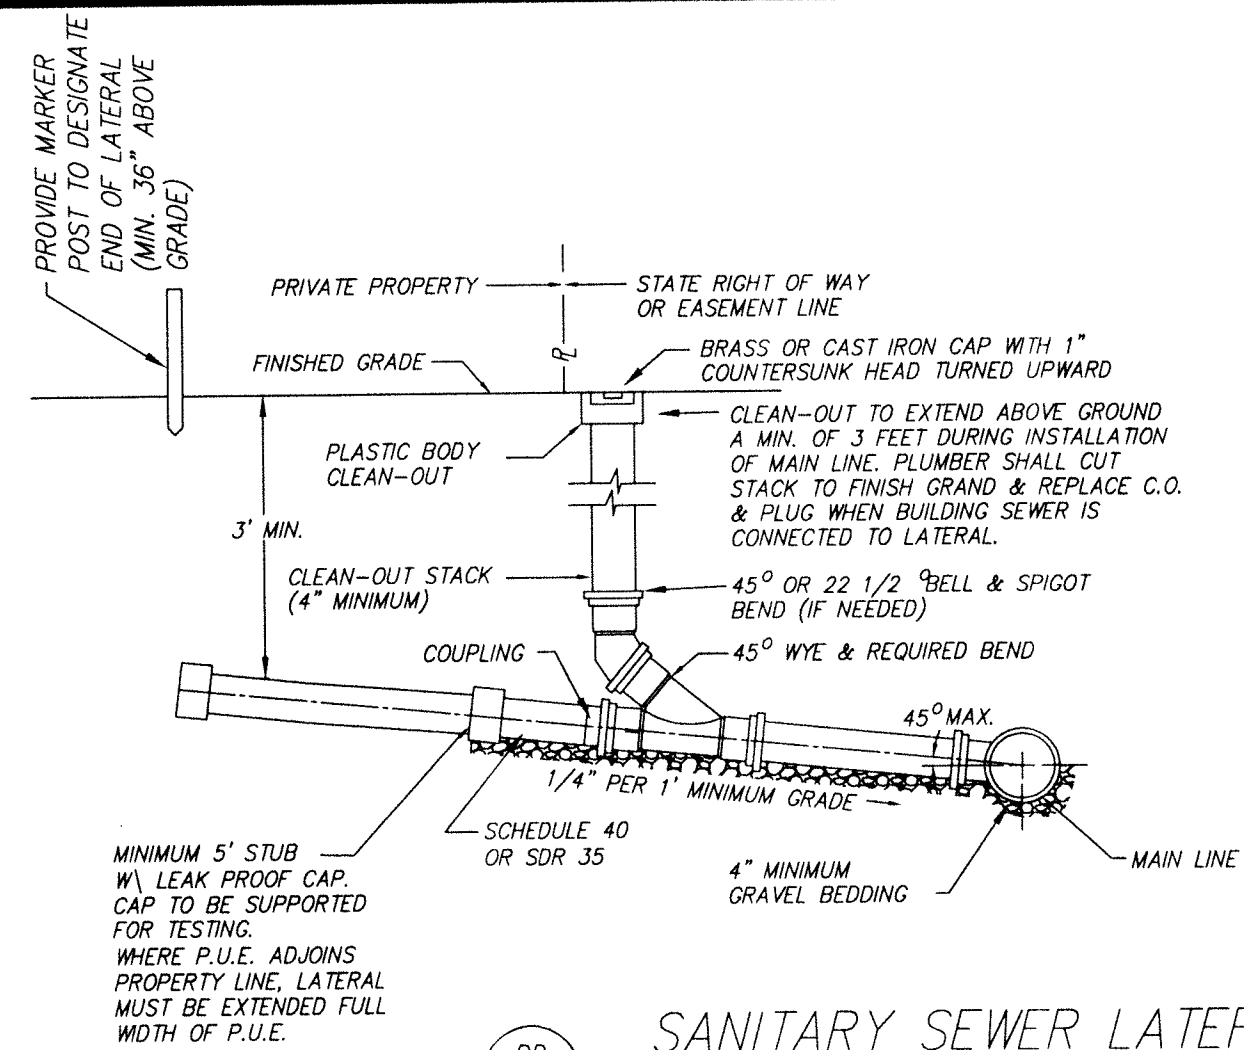 PROVIDE MARKER
POST TO DESIGNATE
END OF LATERAL
(MIN. 36" ABOVE
GRADE)
PRIVATE PROPERTY
STATE RIGHT OF WAY
OR EASEMENT LINE
FINISHED GRADE
PL
BRASS OR CAST IRON CAP WITH 1"
COUNTERSUNK HEAD TURNED UPWARD
PLASTIC BODY
CLEAN-OUT
CLEAN-OUT TO EXTEND ABOVE GROUND
A MIN. OF 3 FEET DURING INSTALLATION
OF MAIN LINE. PLUMBER SHALL CUT
STACK TO FINISH GRAND & REPLACE C.O.
& PLUG WHEN BUILDING SEWER IS
CONNECTED TO LATERAL.
3' MIN.
CLEAN-OUT STACK
(4" MINIMUM)
45° OR 22 1/2 °BELL & SPIGOT
BEND (IF NEEDED)
COUPLING
45° WYE & REQUIRED BEND
45° MAX.
1/4" PER 1' MINIMUM GRADE
SCHEDULE 40
OR SDR 35
MINIMUM 5' STUB
W\ LEAK PROOF CAP.
CAP TO BE SUPPORTED
FOR TESTING.
WHERE P.U.E. ADJOINS
PROPERTY LINE, LATERAL
MUST BE EXTENDED FULL
WIDTH OF P.U.E.
4" MINIMUM
GRAVEL BEDDING
MAIN LINE
SANITARY SEWER LATER